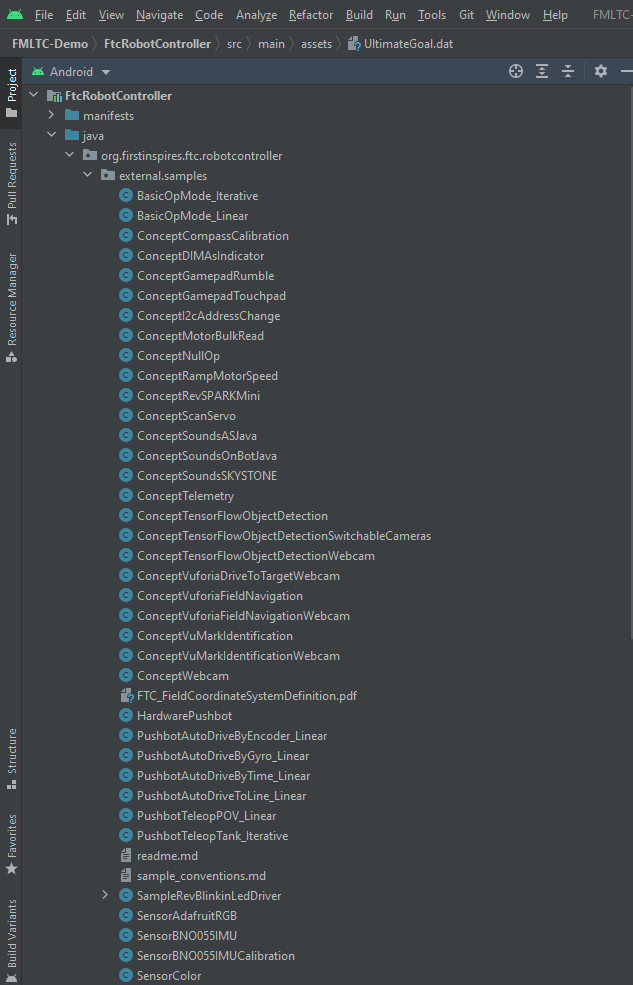 File Edit View Navigate Code Analyze Refactor Build Run Tools Git Window Help FMLTC-
FMLTC-Demo FtcRobotController src main assets UltimateGoal.dat
Android
Project
Pull Requests
Resource Manager
Structure
Favorites
Build Variants
FtcRobotController
manifests
java
org.firstinspires.ftc.robotcontroller
external.samples
BasicOpMode_Iterative
BasicOpMode_Linear
ConceptCompassCalibration
ConceptDIMAsIndicator
ConceptGamepadRumble
ConceptGamepadTouchpad
ConceptI2cAddressChange
ConceptMotorBulkRead
ConceptNullOp
ConceptRampMotorSpeed
ConceptRevSPARKMini
ConceptScanServo
ConceptSoundsASJava
ConceptSoundsOnBotJava
ConceptSoundsSKYSTONE
ConceptTelemetry
ConceptTensorFlowObjectDetection
ConceptTensorFlowObjectDetectionSwitchableCameras
ConceptTensorFlowObjectDetectionWebcam
ConceptVuforiaDriveToTargetWebcam
ConceptVuforiaFieldNavigation
ConceptVuforiaFieldNavigationWebcam
ConceptVuMarkIdentification
ConceptVuMarkIdentificationWebcam
ConceptWebcam
FTC_FieldCoordinateSystemDefinition.pdf
HardwarePushbot
PushbotAutoDriveByEncoder_Linear
PushbotAutoDriveByGyro_Linear
PushbotAutoDriveByTime_Linear
PushbotAutoDriveToLine_Linear
PushbotTeleopPOV_Linear
PushbotTeleopTank_Iterative
readme.md
sample_conventions.md
SampleRevBlinkinLedDriver
SensorAdafruitRGB
SensorBNO055IMU
SensorBNO055IMUCalibration
SensorColor